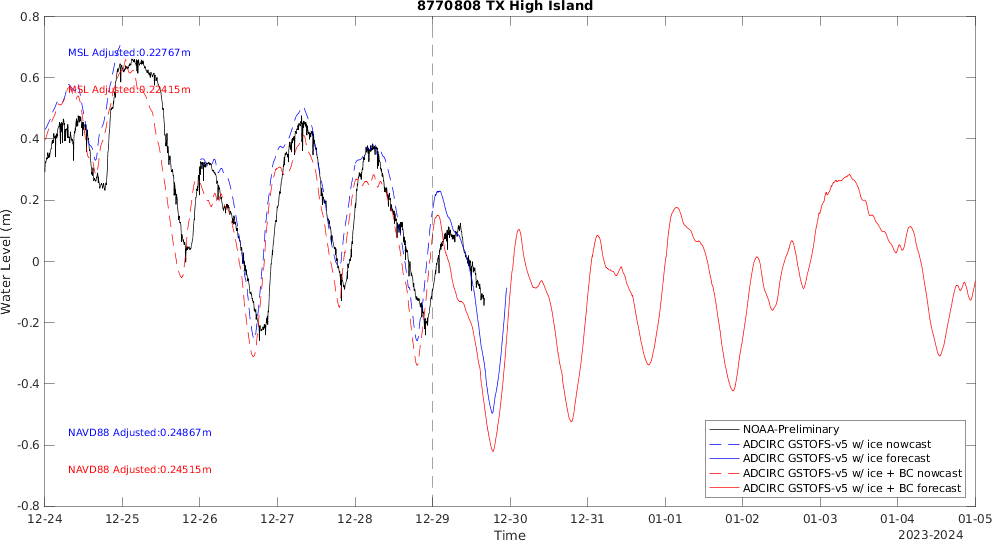 8770808 TX High Island
0.8
0.6
0.4
0.2
0
-0.2
-0.4
-0.6
-0.8
Water Level (m)
MSL Adjusted:0.22767m
MSL Adjusted:0.22415m
NAVD88 Adjusted:0.24867m
NAVD88 Adjusted:0.24515m
NOAA-Preliminary
ADCIRC GSTOFS-v5 w/ ice nowcast
ADCIRC GSTOFS-v5 w/ ice forecast
ADCIRC GSTOFS-v5 w/ ice + BC nowcast
ADCIRC GSTOFS-v5 w/ ice + BC forecast
12-24 12-25 12-26 12-27 12-28 12-29 12-30 12-31 01-01 01-02 01-03 01-04 01-05
Time
2023-2024